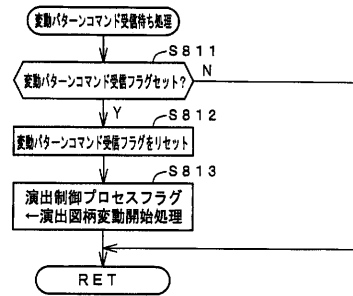 変動パターンコマンド受信待ち処理
S811
変動パターンコマンド受信フラグセット?
N
Y
S812
変動パターンコマンド受信フラグをリセット
S813
演出制御プロセスフラグ
←演出図柄変動開始処理
RET